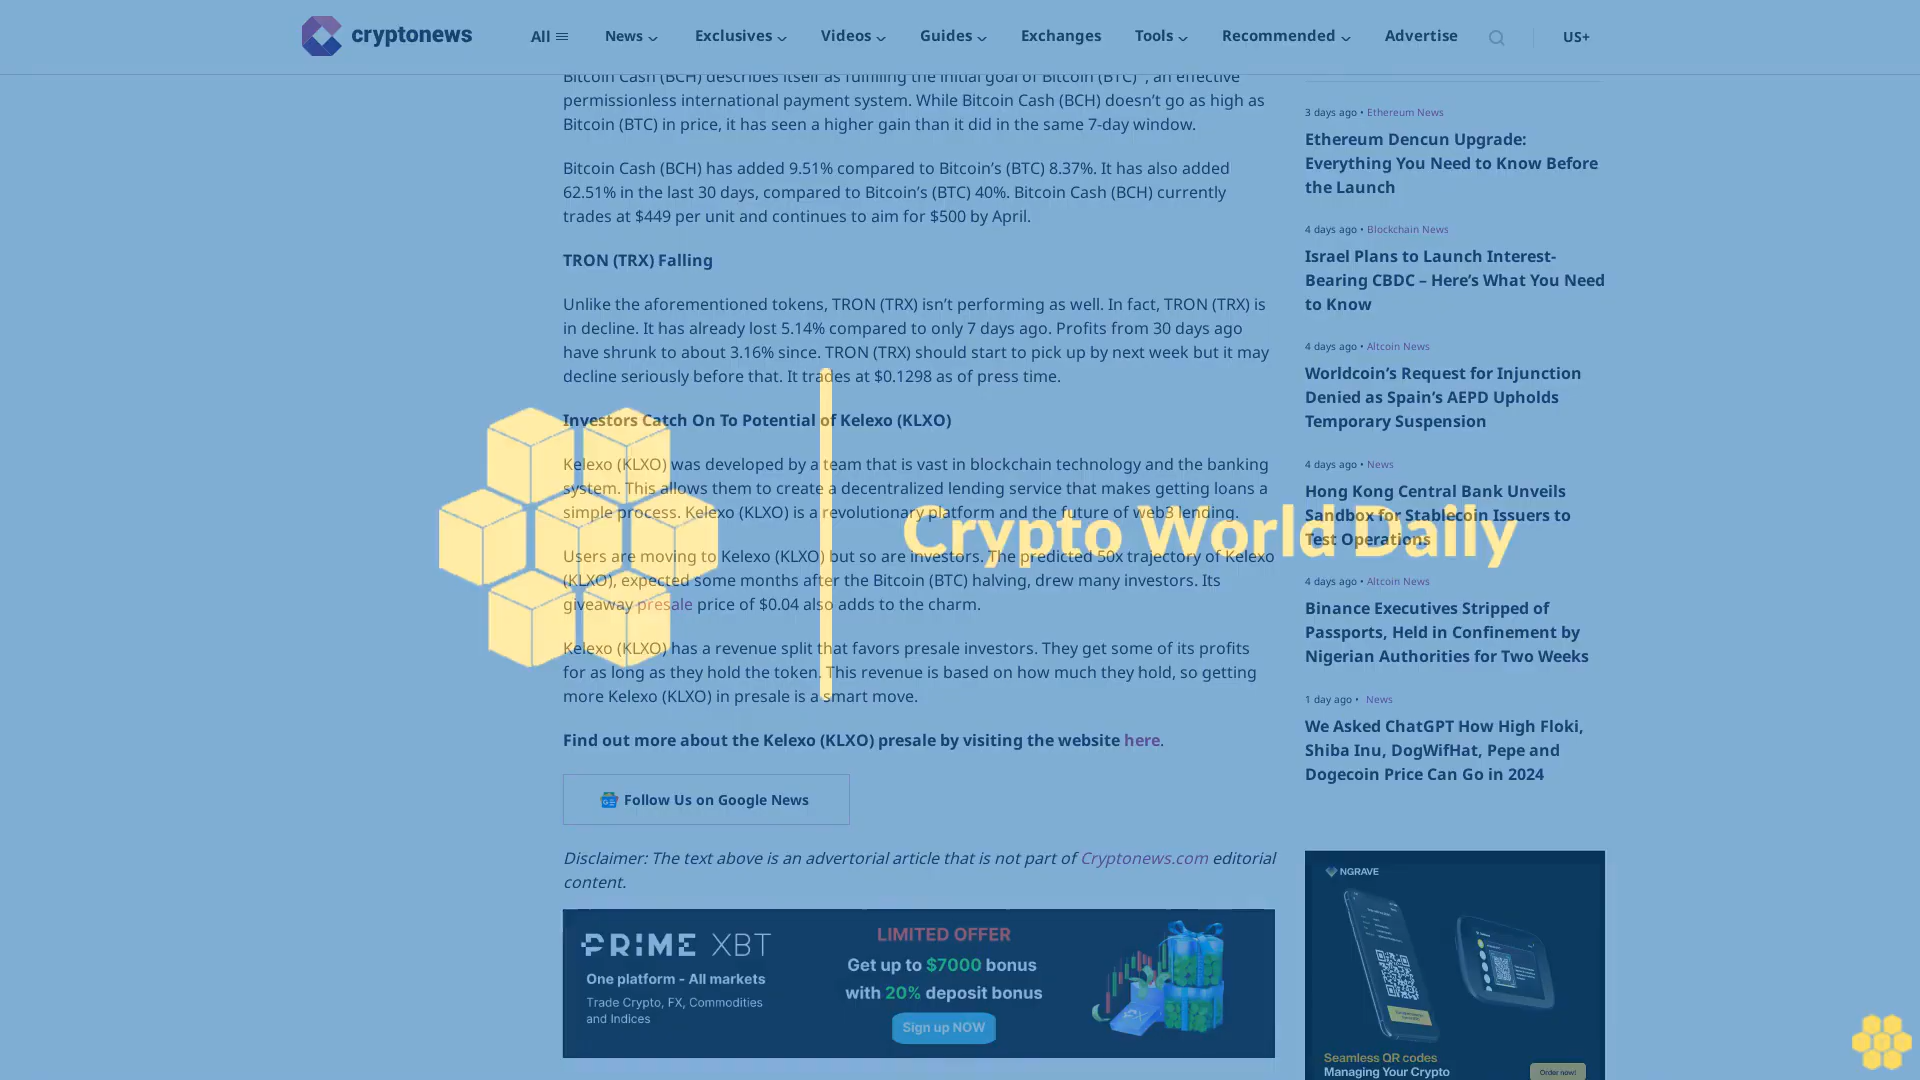 cryptonews
All
News
Exclusives
Videos
Guides
Exchanges
Tools
Recommended
Advertise
US+
Bitcoin Cash (BCH) describes itself as fulfilling the initial goal of Bitcoin (BTC) , an effective
permissionless international payment system. While Bitcoin Cash (BCH) doesn’t go as high as
Bitcoin (BTC) in price, it has seen a higher gain than it did in the same 7-day window.
Bitcoin Cash (BCH) has added 9.51% compared to Bitcoin’s (BTC) 8.37%. It has also added
62.51% in the last 30 days, compared to Bitcoin’s (BTC) 40%. Bitcoin Cash (BCH) currently
trades at $449 per unit and continues to aim for $500 by April.
TRON (TRX) Falling
Unlike the aforementioned tokens, TRON (TRX) isn’t performing as well. In fact, TRON (TRX) is
in decline. It has already lost 5.14% compared to only 7 days ago. Profits from 30 days ago
have shrunk to about 3.16% since. TRON (TRX) should start to pick up by next week but it may
decline seriously before that. It trades at $0.1298 as of press time.
Investors Catch On To Potential of Kelexo (KLXO)
Kelexo (KLXO) was developed by a team that is vast in blockchain technology and the banking
system. This allows them to create a decentralized lending service that makes getting loans a
simple process. Kelexo (KLXO) is a revolutionary platform and the future of web3 lending.
Users are moving to Kelexo (KLXO) but so are investors. The predicted 50x trajectory of Kelexo
(KLXO), expected some months after the Bitcoin (BTC) halving, drew many investors. Its
giveaway presale price of $0.04 also adds to the charm.
Kelexo (KLXO) has a revenue split that favors presale investors. They get some of its profits
for as long as they hold the token. This revenue is based on how much they hold, so getting
more Kelexo (KLXO) in presale is a smart move.
Find out more about the Kelexo (KLXO) presale by visiting the website here.
Follow Us on Google News
Disclaimer: The text above is an advertorial article that is not part of Cryptonews.com editorial
content.
PRIME XBT
One platform - All markets
Trade Crypto, FX, Commodities
and Indices
LIMITED OFFER
Get up to $7000 bonus
with 20% deposit bonus
Sign up NOW
3 days ago • Ethereum News
Ethereum Dencun Upgrade:
Everything You Need to Know Before
the Launch
4 days ago • Blockchain News
Israel Plans to Launch Interest-
Bearing CBDC – Here’s What You Need
to Know
4 days ago • Altcoin News
Worldcoin’s Request for Injunction
Denied as Spain’s AEPD Upholds
Temporary Suspension
4 days ago • News
Hong Kong Central Bank Unveils
Sandbox for Stablecoin Issuers to
Test Operations
4 days ago • Altcoin News
Binance Executives Stripped of
Passports, Held in Confinement by
Nigerian Authorities for Two Weeks
1 day ago • News
We Asked ChatGPT How High Floki,
Shiba Inu, DogWifHat, Pepe and
Dogecoin Price Can Go in 2024
NGRAVE
Seamless QR codes
Managing Your Crypto
Order now!
Crypto World Daily